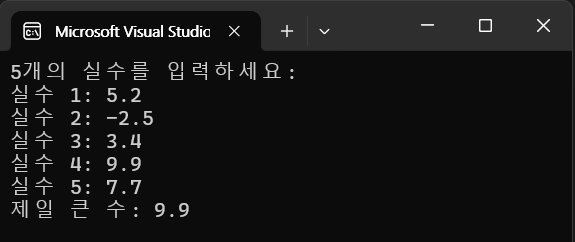 Microsoft Visual Studio
5개의 실수를 입력하세요:
실수 1: 5.2
실수 2: -2.5
실수 3: 3.4
실수 4: 9.9
실수 5: 7.7
제일 큰 수: 9.9